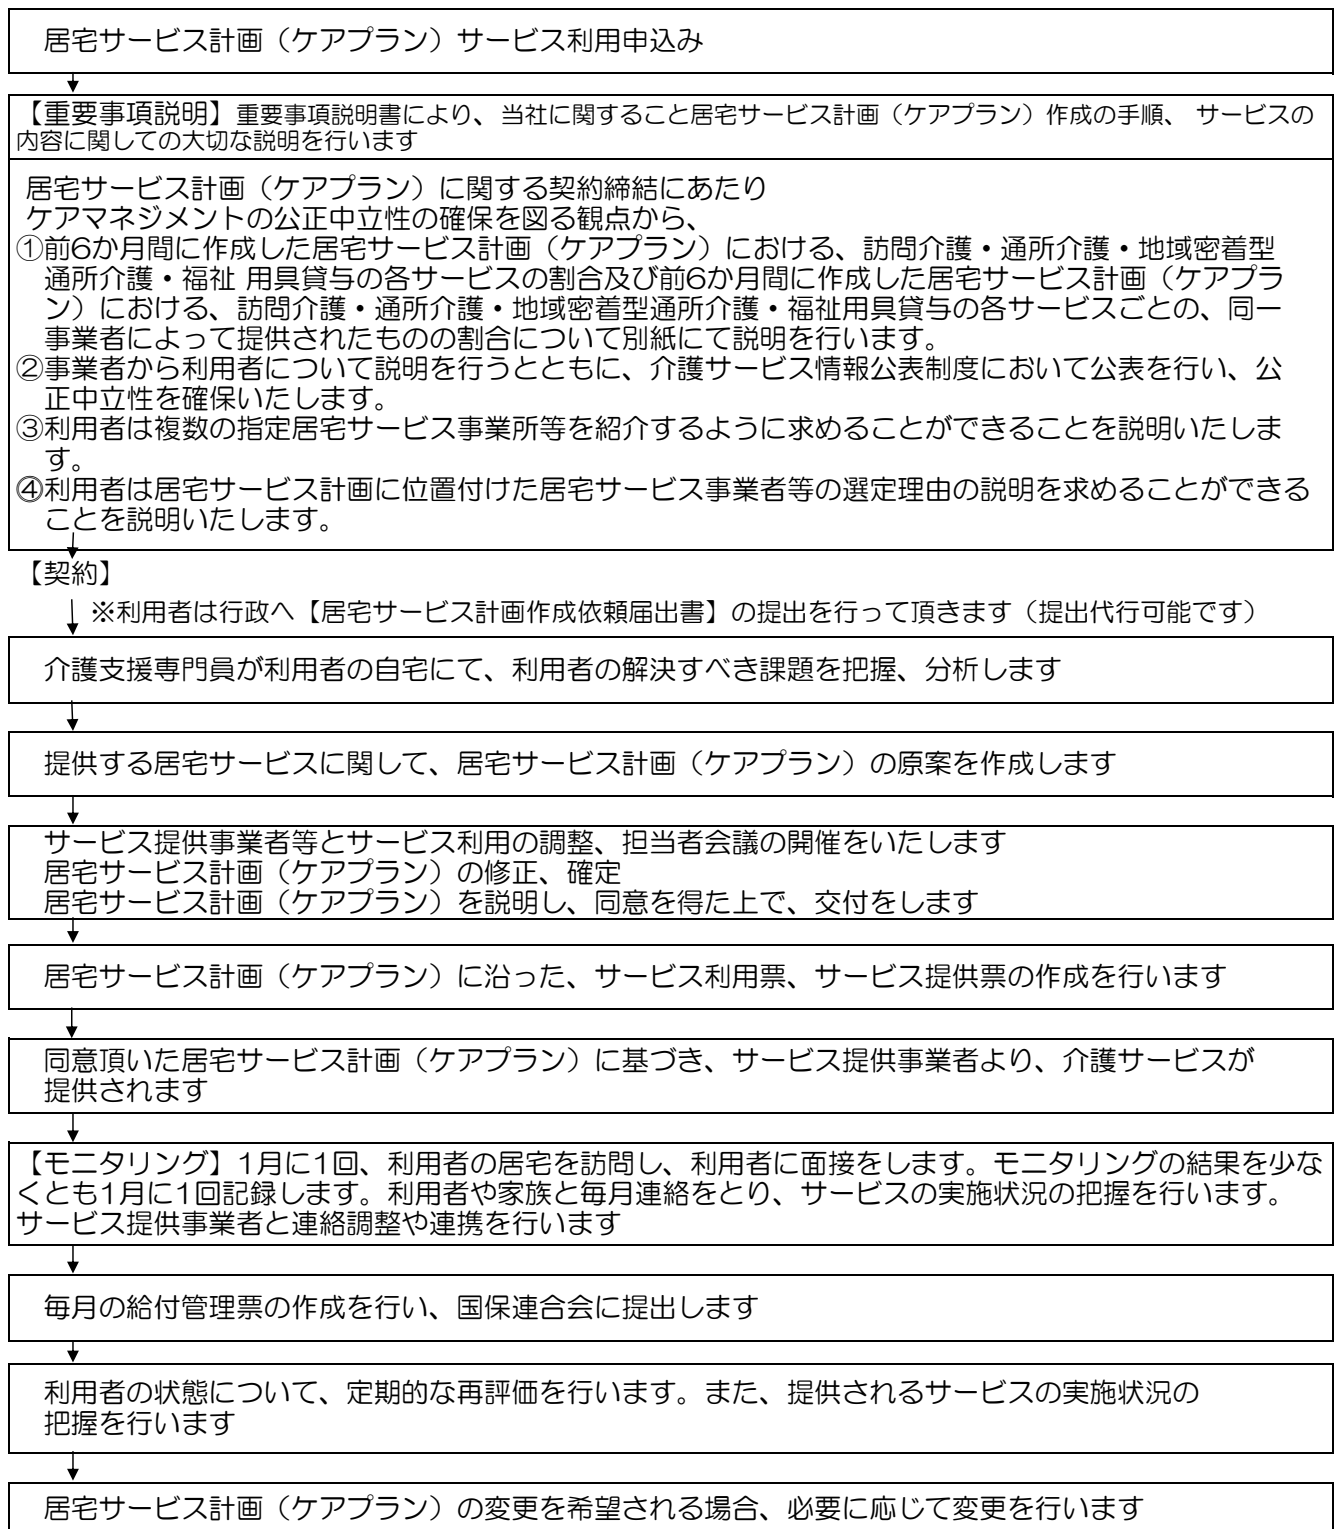 居宅サービス計画（ケアプラン）サービス利用申込み
【重要事項説明】重要事項説明書により、当社に関すること居宅サービス計画（ケアプラン）作成の手順、 サービスの
内容に関しての大切な説明を行います
居宅サービス計画（ケアプラン）に関する契約締結にあたり
ケアマネジメントの公正中立性の確保を図る観点から、
①前6か月間に作成した居宅サービス計画（ケアプラン）における、訪問介護・通所介護・地域密着型
通所介護・福祉 用具貸与の各サービスの割合及び前6か月間に作成した居宅サービス計画（ケアプラ
ン）における、訪問介護・通所介護・地域密着型通所介護・福祉用具貸与の各サービスごとの、同一
事業者によって提供されたものの割合について別紙にて説明を行います。
②事業者から利用者について説明を行うとともに、介護サービス情報公表制度において公表を行い、公
正中立性を確保いたします。
③利用者は複数の指定居宅サービス事業所等を紹介するように求めることができることを説明いたしま
す。
④利用者は居宅サービス計画に位置付けた居宅サービス事業者等の選定理由の説明を求めることができる
ことを説明いたします。
【契約】
※利用者は行政へ【居宅サービス計画作成依頼届出書】の提出を行って頂きます（提出代行可能です）
介護支援専門員が利用者の自宅にて、利用者の解決すべき課題を把握、分析します
提供する居宅サービスに関して、居宅サービス計画（ケアプラン）の原案を作成します
サービス提供事業者等とサービス利用の調整、担当者会議の開催をいたします
居宅サービス計画（ケアプラン）の修正、確定
居宅サービス計画（ケアプラン）を説明し、同意を得た上で、交付をします
居宅サービス計画（ケアプラン）に沿った、サービス利用票、サービス提供票の作成を行います
同意頂いた居宅サービス計画（ケアプラン）に基づき、サービス提供事業者より、介護サービスが
提供されます
【モニタリング】1月に1回、利用者の居宅を訪問し、利用者に面接をします。モニタリングの結果を少な
くとも1月に1回記録します。利用者や家族と毎月連絡をとり、サービスの実施状況の把握を行います。
サービス提供事業者と連絡調整や連携を行います
毎月の給付管理票の作成を行い、国保連合会に提出します
利用者の状態について、定期的な再評価を行います。また、提供されるサービスの実施状況の
把握を行います
居宅サービス計画（ケアプラン）の変更を希望される場合、必要に応じて変更を行います